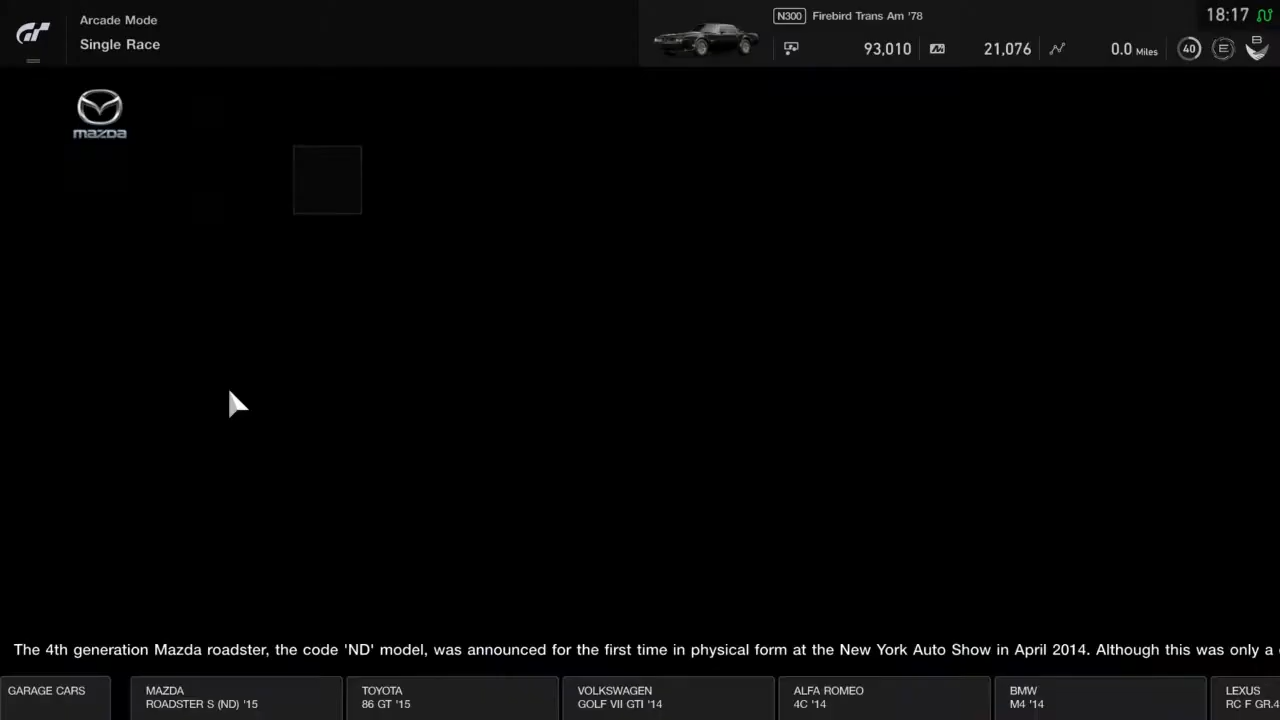 Arcade Mode
Single Race
N300 Firebird Trans Am '78
18:17
93,010
21,076
0.0 Miles
40
E
B
mazda
The 4th generation Mazda roadster, the code 'ND' model, was announced for the first time in physical form at the New York Auto Show in April 2014. Although this was only a
GARAGE CARS
MAZDA
ROADSTER S (ND) '15
TOYOTA
86 GT '15
VOLKSWAGEN
GOLF VII GTI '14
ALFA ROMEO
4C '14
BMW
M4 '14
LEXUS
RC F GR.4